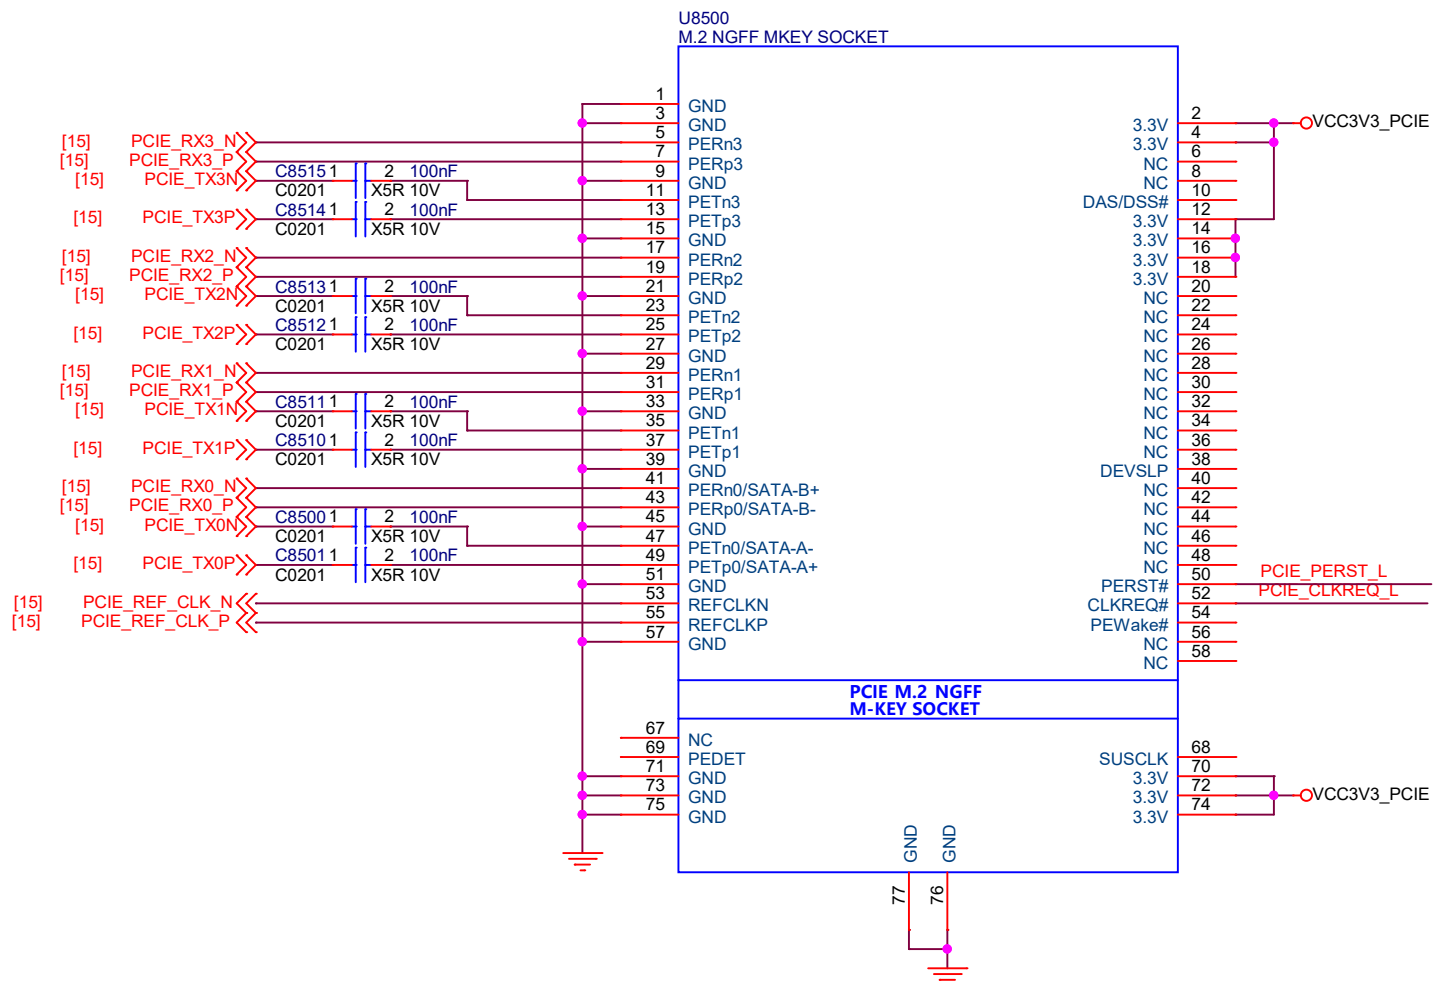 U8500
M.2 NGFF MKEY SOCKET
1 GND
3 GND
[15] PCIE_RX3_N 5 PERn3
[15] PCIE_RX3_P 7 PERp3
[15] PCIE_TX3N C8515 1 2 100nF 9 GND
C0201 X5R 10V 11 PETn3
[15] PCIE_TX3P C8514 1 2 100nF 13 PETp3
C0201 X5R 10V 15 GND
[15] PCIE_RX2_N 17 PERn2
[15] PCIE_RX2_P 19 PERp2
[15] PCIE_TX2N C8513 1 2 100nF 21 GND
C0201 X5R 10V 23 PETn2
[15] PCIE_TX2P C8512 1 2 100nF 25 PETp2
C0201 X5R 10V 27 GND
[15] PCIE_RX1_N 29 PERn1
[15] PCIE_RX1_P 31 PERp1
[15] PCIE_TX1N C8511 1 2 100nF 33 GND
C0201 X5R 10V 35 PETn1
[15] PCIE_TX1P C8510 1 2 100nF 37 PETp1
C0201 X5R 10V 39 GND
[15] PCIE_RX0_N 41 PERn0/SATA-B+
[15] PCIE_RX0_P 43 PERp0/SATA-B-
[15] PCIE_TX0N C8500 1 2 100nF 45 GND
C0201 X5R 10V 47 PETn0/SATA-A-
[15] PCIE_TX0P C8501 1 2 100nF 49 PETp0/SATA-A+
C0201 X5R 10V 51 GND
[15] PCIE_REF_CLK_N 53 REFCLKN
[15] PCIE_REF_CLK_P 55 REFCLKP
57 GND
3.3V 2 VCC3V3_PCIE
3.3V 4
NC 6
NC 8
DAS/DSS# 10
3.3V 12
3.3V 14
3.3V 16
3.3V 18
NC 20
NC 22
NC 24
NC 26
NC 28
NC 30
NC 32
NC 34
NC 36
DEVSLP 38
NC 40
NC 42
NC 44
NC 46
NC 48
PERST# 50 PCIE_PERST_L
CLKREQ# 52 PCIE_CLKREQ_L
PEWake# 54
NC 56
NC 58
PCIE M.2 NGFF
M-KEY SOCKET
67 NC
69 PEDET
71 GND
73 GND
75 GND
SUSCLK 68
3.3V 70
3.3V 72 VCC3V3_PCIE
3.3V 74
GND 77
GND 76